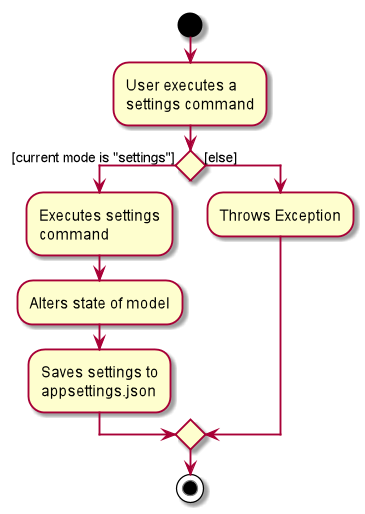 User executes a
settings command
[current mode is "settings"]
[else]
Executes settings
command
Throws Exception
Alters state of model
Saves settings to
appsettings.json